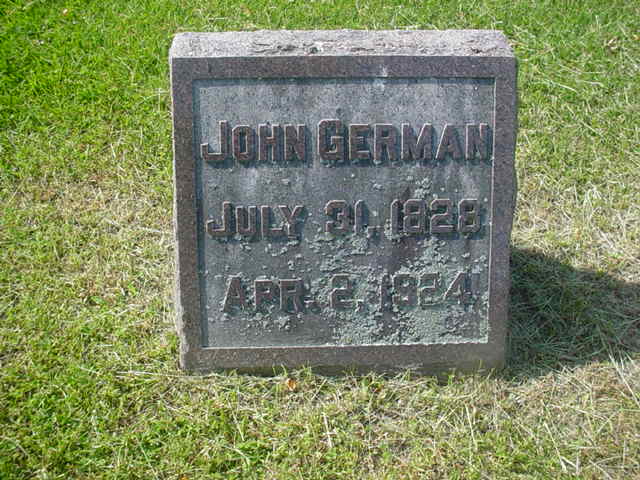 JOHN GERMAN
JULY 31, 1828
APR. 2, 1924.